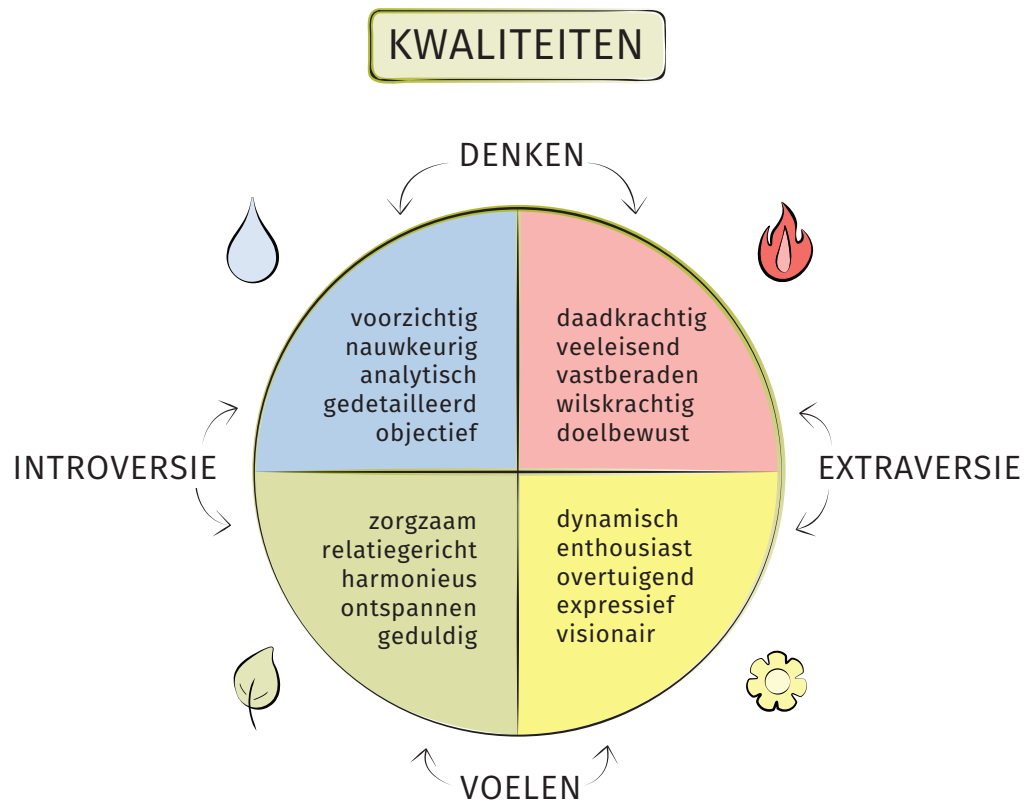 KWALITEITEN
DENKEN
voorzichtig
nauwkeurig
analytisch
gedetailleerd
objectief
daadkrachtig
veeleisend
vastberaden
wilskrachtig
doelbewust
INTROVERSIE
EXTRAVERSIE
zorgzaam
relatiegericht
harmonieus
ontspannen
geduldig
dynamisch
enthousiast
overtuigend
expressief
visionair
VOELEN